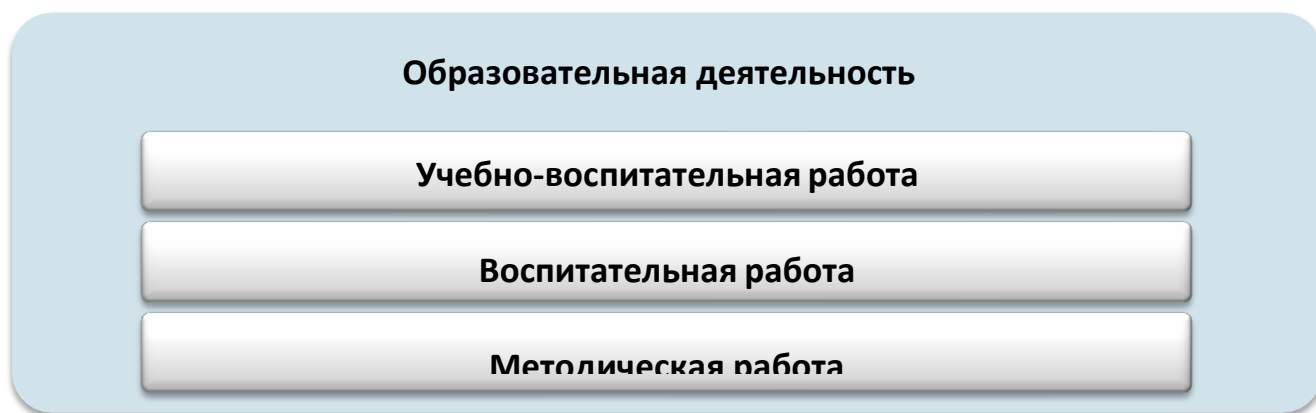 Образовательная деятельность
Учебно-воспитательная работа
Воспитательная работа
Методическая работа